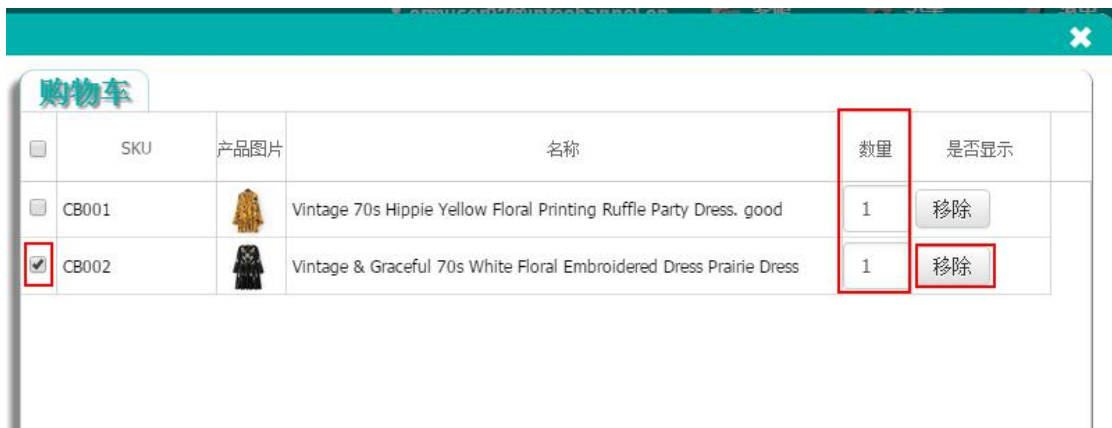 购物车
SKU 产品图片 名称 数量 是否显示
CB001 Vintage 70s Hippie Yellow Floral Printing Ruffle Party Dress. good 1 移除
CB002 Vintage & Graceful 70s White Floral Embroidered Dress Prairie Dress 1 移除